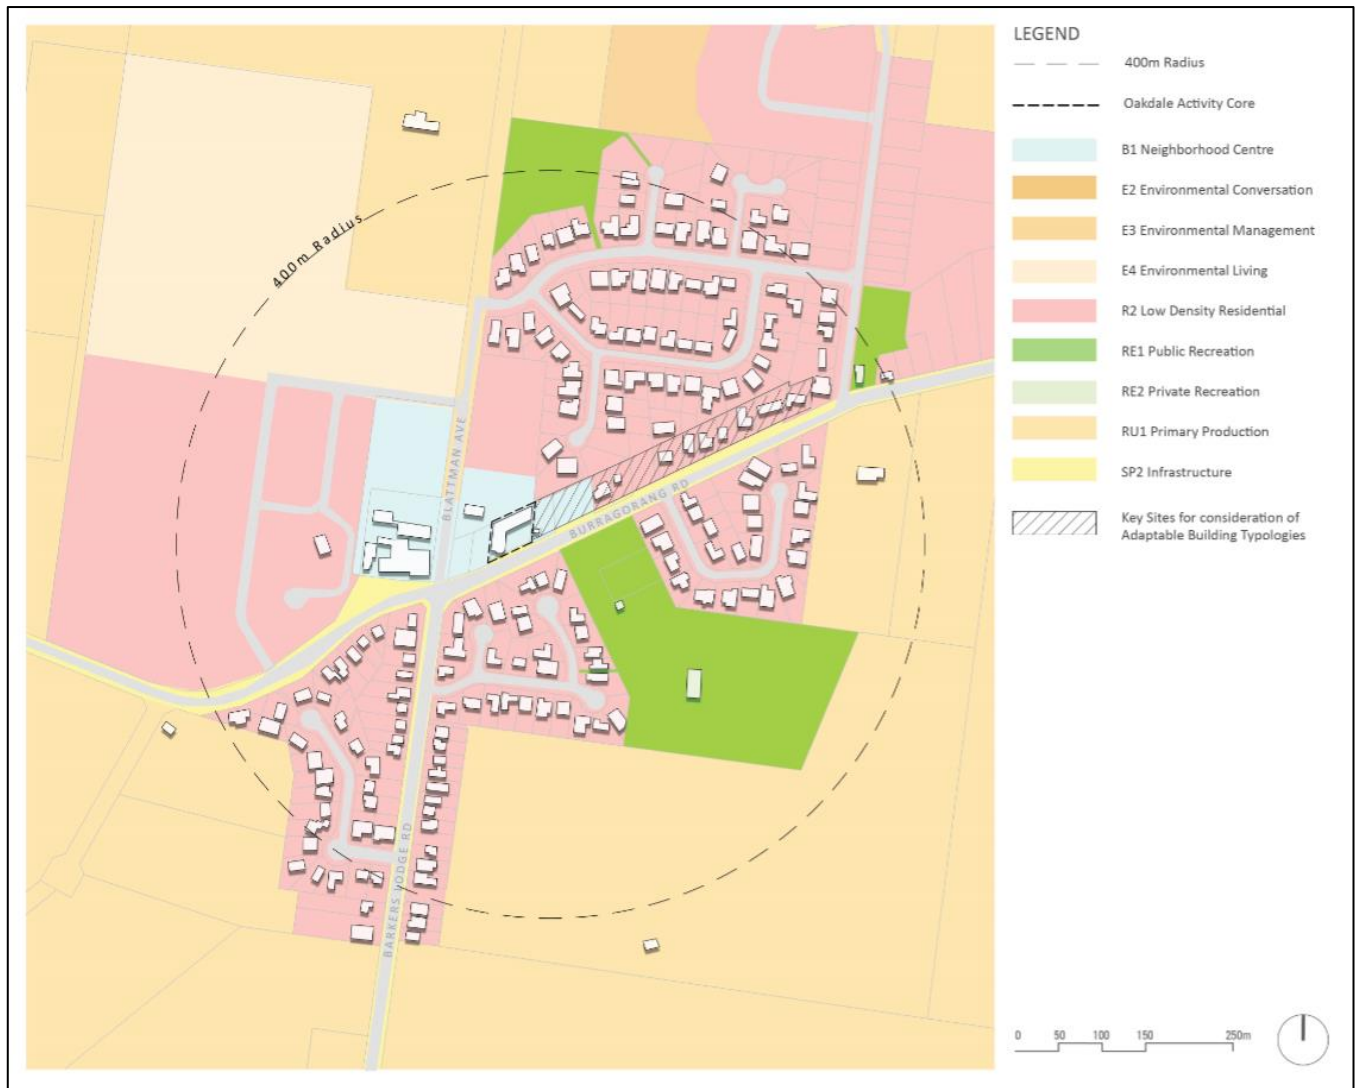 LEGEND
400m Radius
Oakdale Activity Core
B1 Neighborhood Centre
E2 Environmental Conversation
E3 Environmental Management
E4 Environmental Living
R2 Low Density Residential
RE1 Public Recreation
RE2 Private Recreation
RU1 Primary Production
SP2 Infrastructure
Key Sites for consideration of
Adaptable Building Typologies
400m Radius
BLATTMAN AVE
BURRAGORANG RD
BARKERS LODGE RD
0 50 100 150 250m